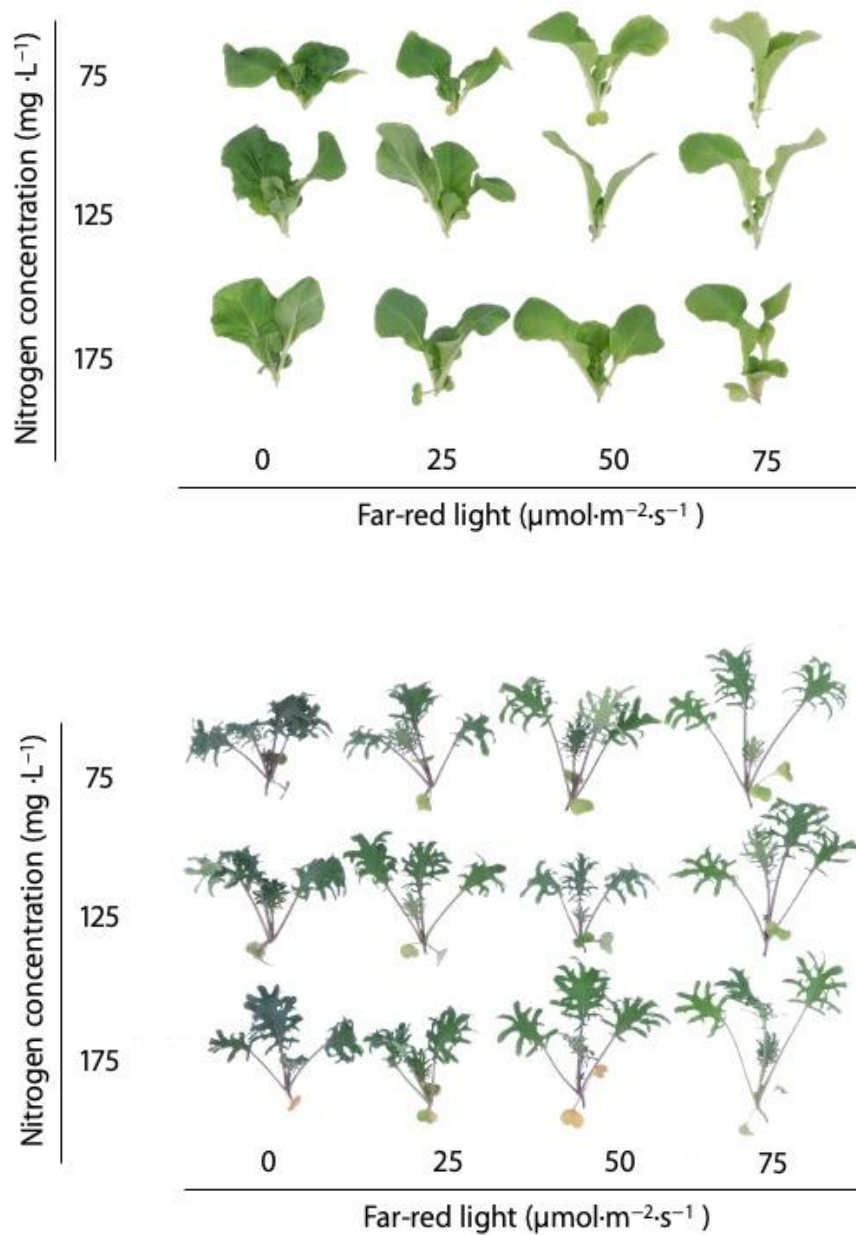 Nitrogen concentration (mg ·L⁻¹)
75
125
175
0 25 50 75
Far-red light (µmol·m⁻²·s⁻¹ )
Nitrogen concentration (mg ·L⁻¹)
75
125
175
0 25 50 75
Far-red light (µmol·m⁻²·s⁻¹ )